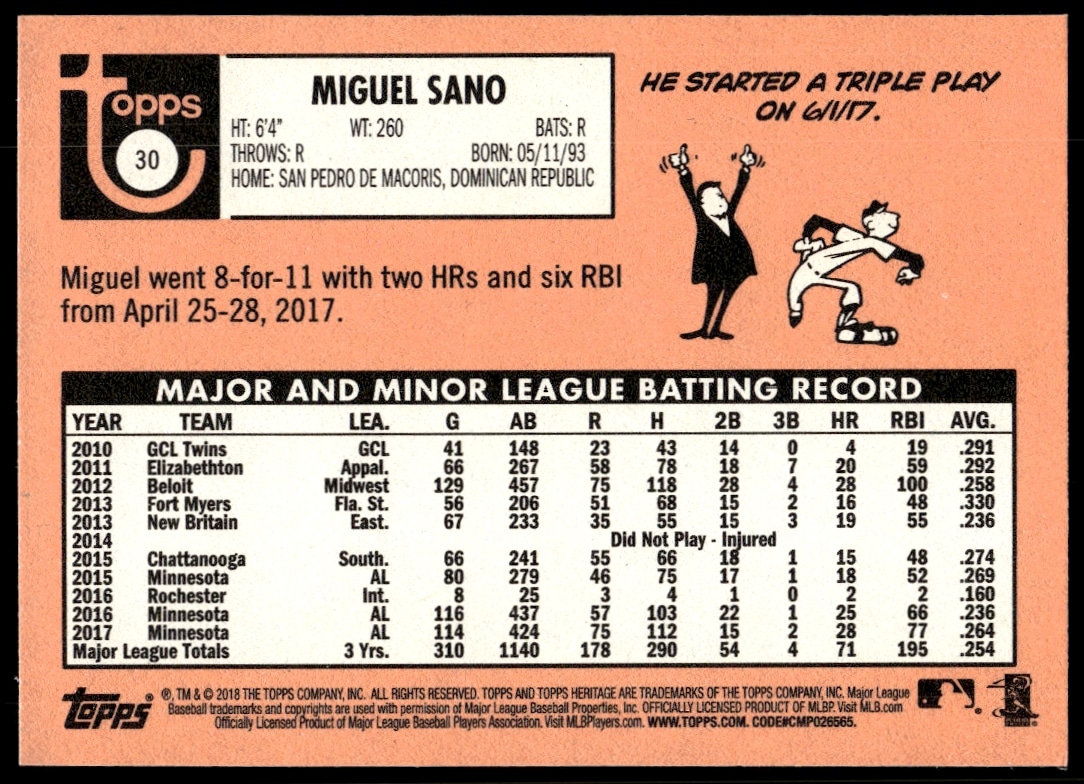 topps
30
MIGUEL SANO
HT: 6'4" WT: 260 BATS: R
THROWS: R BORN: 05/11/93
HOME: SAN PEDRO DE MACORIS, DOMINICAN REPUBLIC
HE STARTED A TRIPLE PLAY
ON 6/1/17.
Miguel went 8-for-11 with two HRs and six RBI
from April 25-28, 2017.
MAJOR AND MINOR LEAGUE BATTING RECORD
YEAR TEAM LEA. G AB R H 2B 3B HR RBI AVG.
2010 GCL Twins GCL 41 148 23 43 14 0 4 19 .291
2011 Elizabethton Appal. 66 267 58 78 18 7 20 59 .292
2012 Beloit Midwest 129 457 75 118 28 4 28 100 .258
2013 Fort Myers Fla. St. 56 206 51 68 15 2 16 48 .330
2013 New Britain East. 67 233 35 55 15 3 19 55 .236
2014 Did Not Play - Injured
2015 Chattanooga South. 66 241 55 66 18 1 15 48 .274
2015 Minnesota AL 80 279 46 75 17 1 18 52 .269
2016 Rochester Int. 8 25 3 4 1 0 2 2 .160
2016 Minnesota AL 116 437 57 103 22 1 25 66 .236
2017 Minnesota AL 114 424 75 112 15 2 28 77 .264
Major League Totals 3 Yrs. 310 1140 178 290 54 4 71 195 .254
topps® ®, TM & © 2018 THE TOPPS COMPANY, INC. ALL RIGHTS RESERVED. TOPPS AND TOPPS HERITAGE ARE TRADEMARKS OF THE TOPPS COMPANY, INC. Major League
Baseball trademarks and copyrights are used with permission of Major League Baseball Properties, Inc. OFFICIALLY LICENSED PRODUCT OF MLBP. Visit MLB.com
Officially Licensed Product of Major League Baseball Players Association. Visit MLBPlayers.com. WWW.TOPPS.COM. CODE#CMP026565.